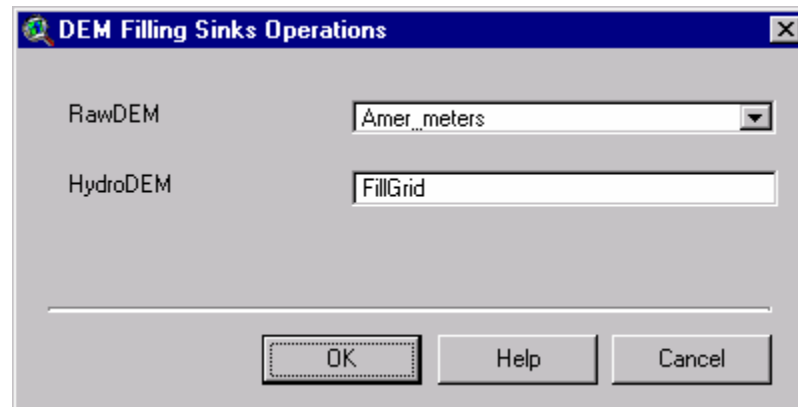 DEM Filling Sinks Operations
RawDEM Amer_meters
HydroDEM FillGrid
OK Help Cancel